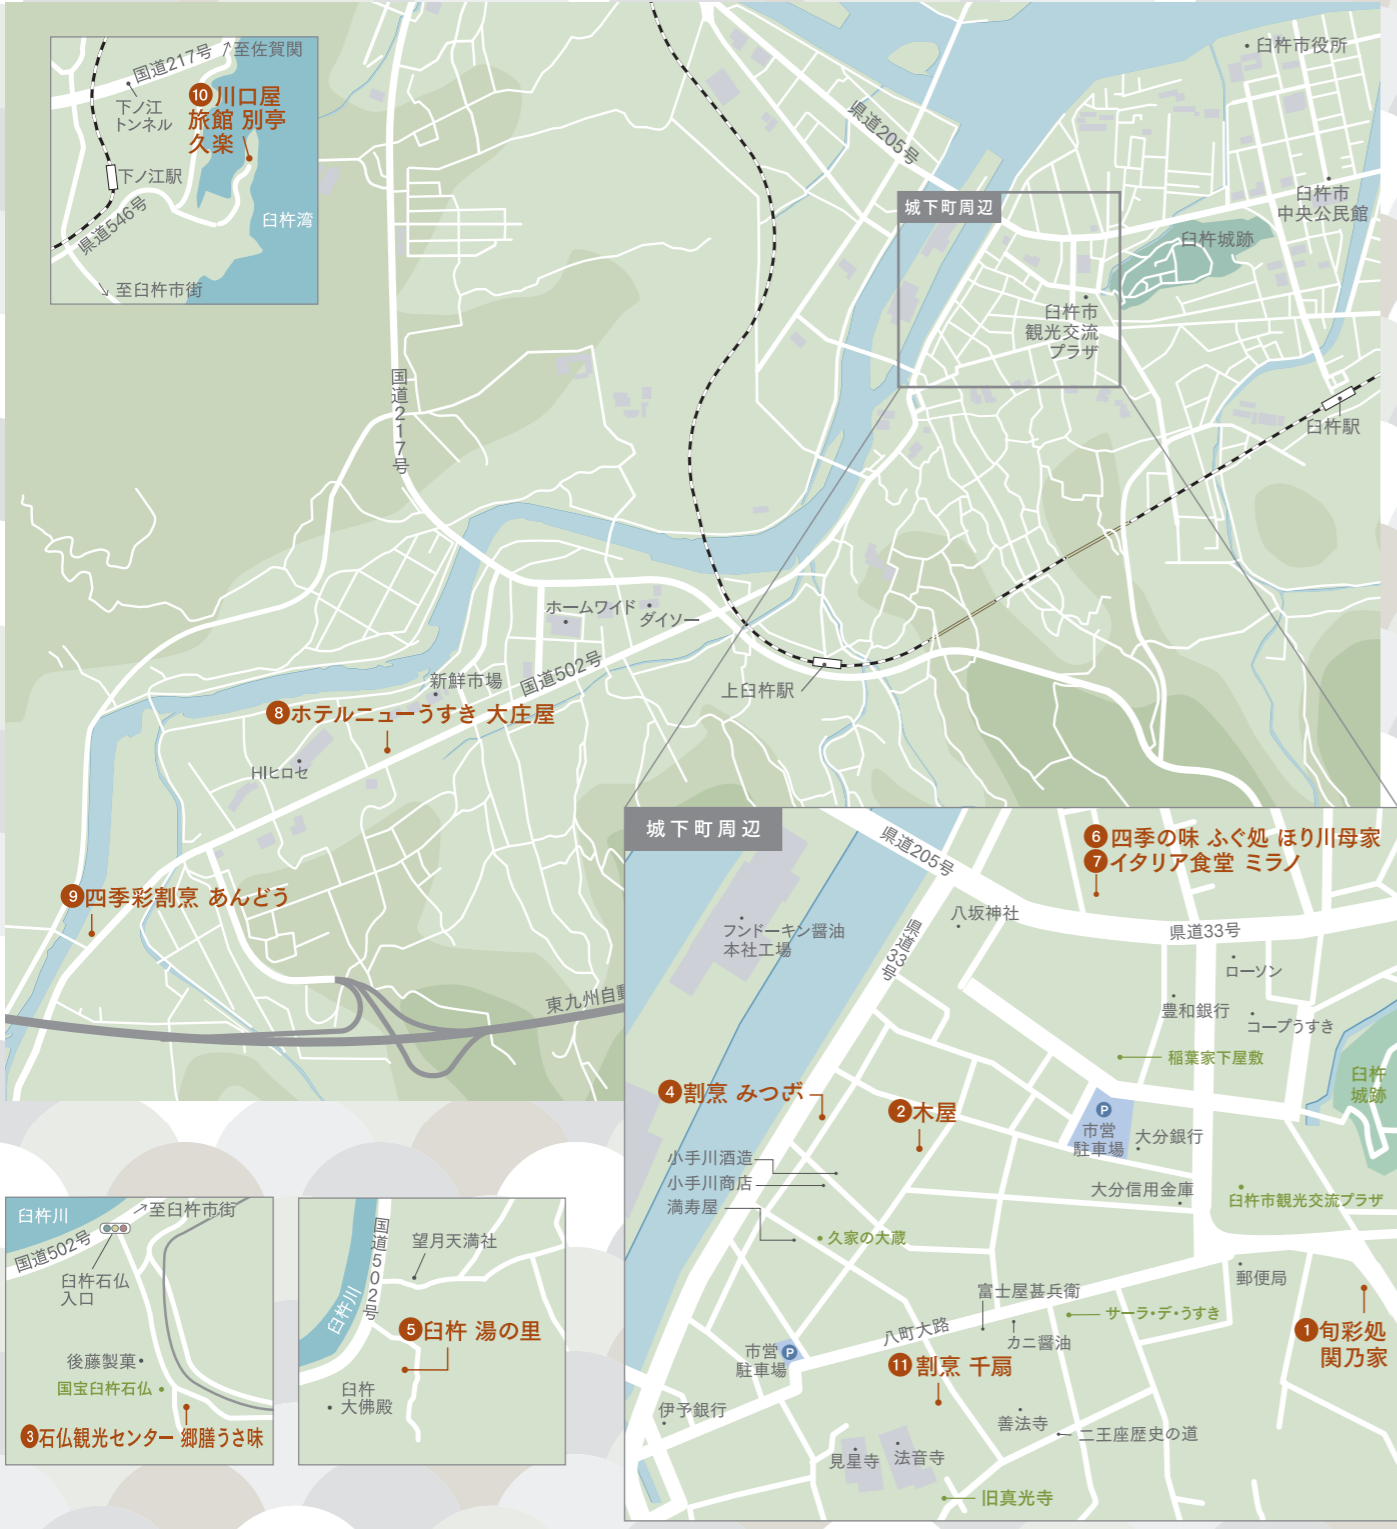 国道217号
至佐賀関
⑩川口屋
旅館 別亭
久楽
下ノ江
トンネル
下ノ江駅
県道546号
臼杵湾
至臼杵市街
臼杵市役所
県道205号
城下町周辺
臼杵市
中央公民館
臼杵城跡
臼杵市
観光交流
プラザ
国道217号
臼杵駅
ホームワイド
ダイソー
新鮮市場
国道502号
上臼杵駅
⑧ホテルニューうすき 大庄屋
HIヒロセ
⑨四季彩割烹 あんどう
東九州自動
城下町周辺
県道205号
⑥四季の味 ふぐ処 ほり川母家
⑦イタリア食堂 ミラノ
フンドーキン醤油
本社工場
八坂神社
県道33号
県道33号
ローソン
豊和銀行
コープうすき
稲葉家下屋敷
臼杵
城跡
④割烹 みつボ
②木屋
P
市営
駐車場
大分銀行
小手川酒造
小手川商店
満寿屋
大分信用金庫
臼杵市観光交流プラザ
久家の大蔵
郵便局
富士屋甚兵衛
サーラ・デ・うすき
八町大路
カニ醤油
①旬彩処
関乃家
市営
駐車場
P
⑪割烹 千扇
伊予銀行
善法寺
二王座歴史の道
見星寺
法音寺
旧真光寺
臼杵川
至臼杵市街
国道502号
臼杵石仏
入口
後藤製菓
国宝臼杵石仏
③石仏観光センター 郷膳うさ味
国道502号
望月天満社
臼杵川
⑤臼杵 湯の里
臼杵
大佛殿